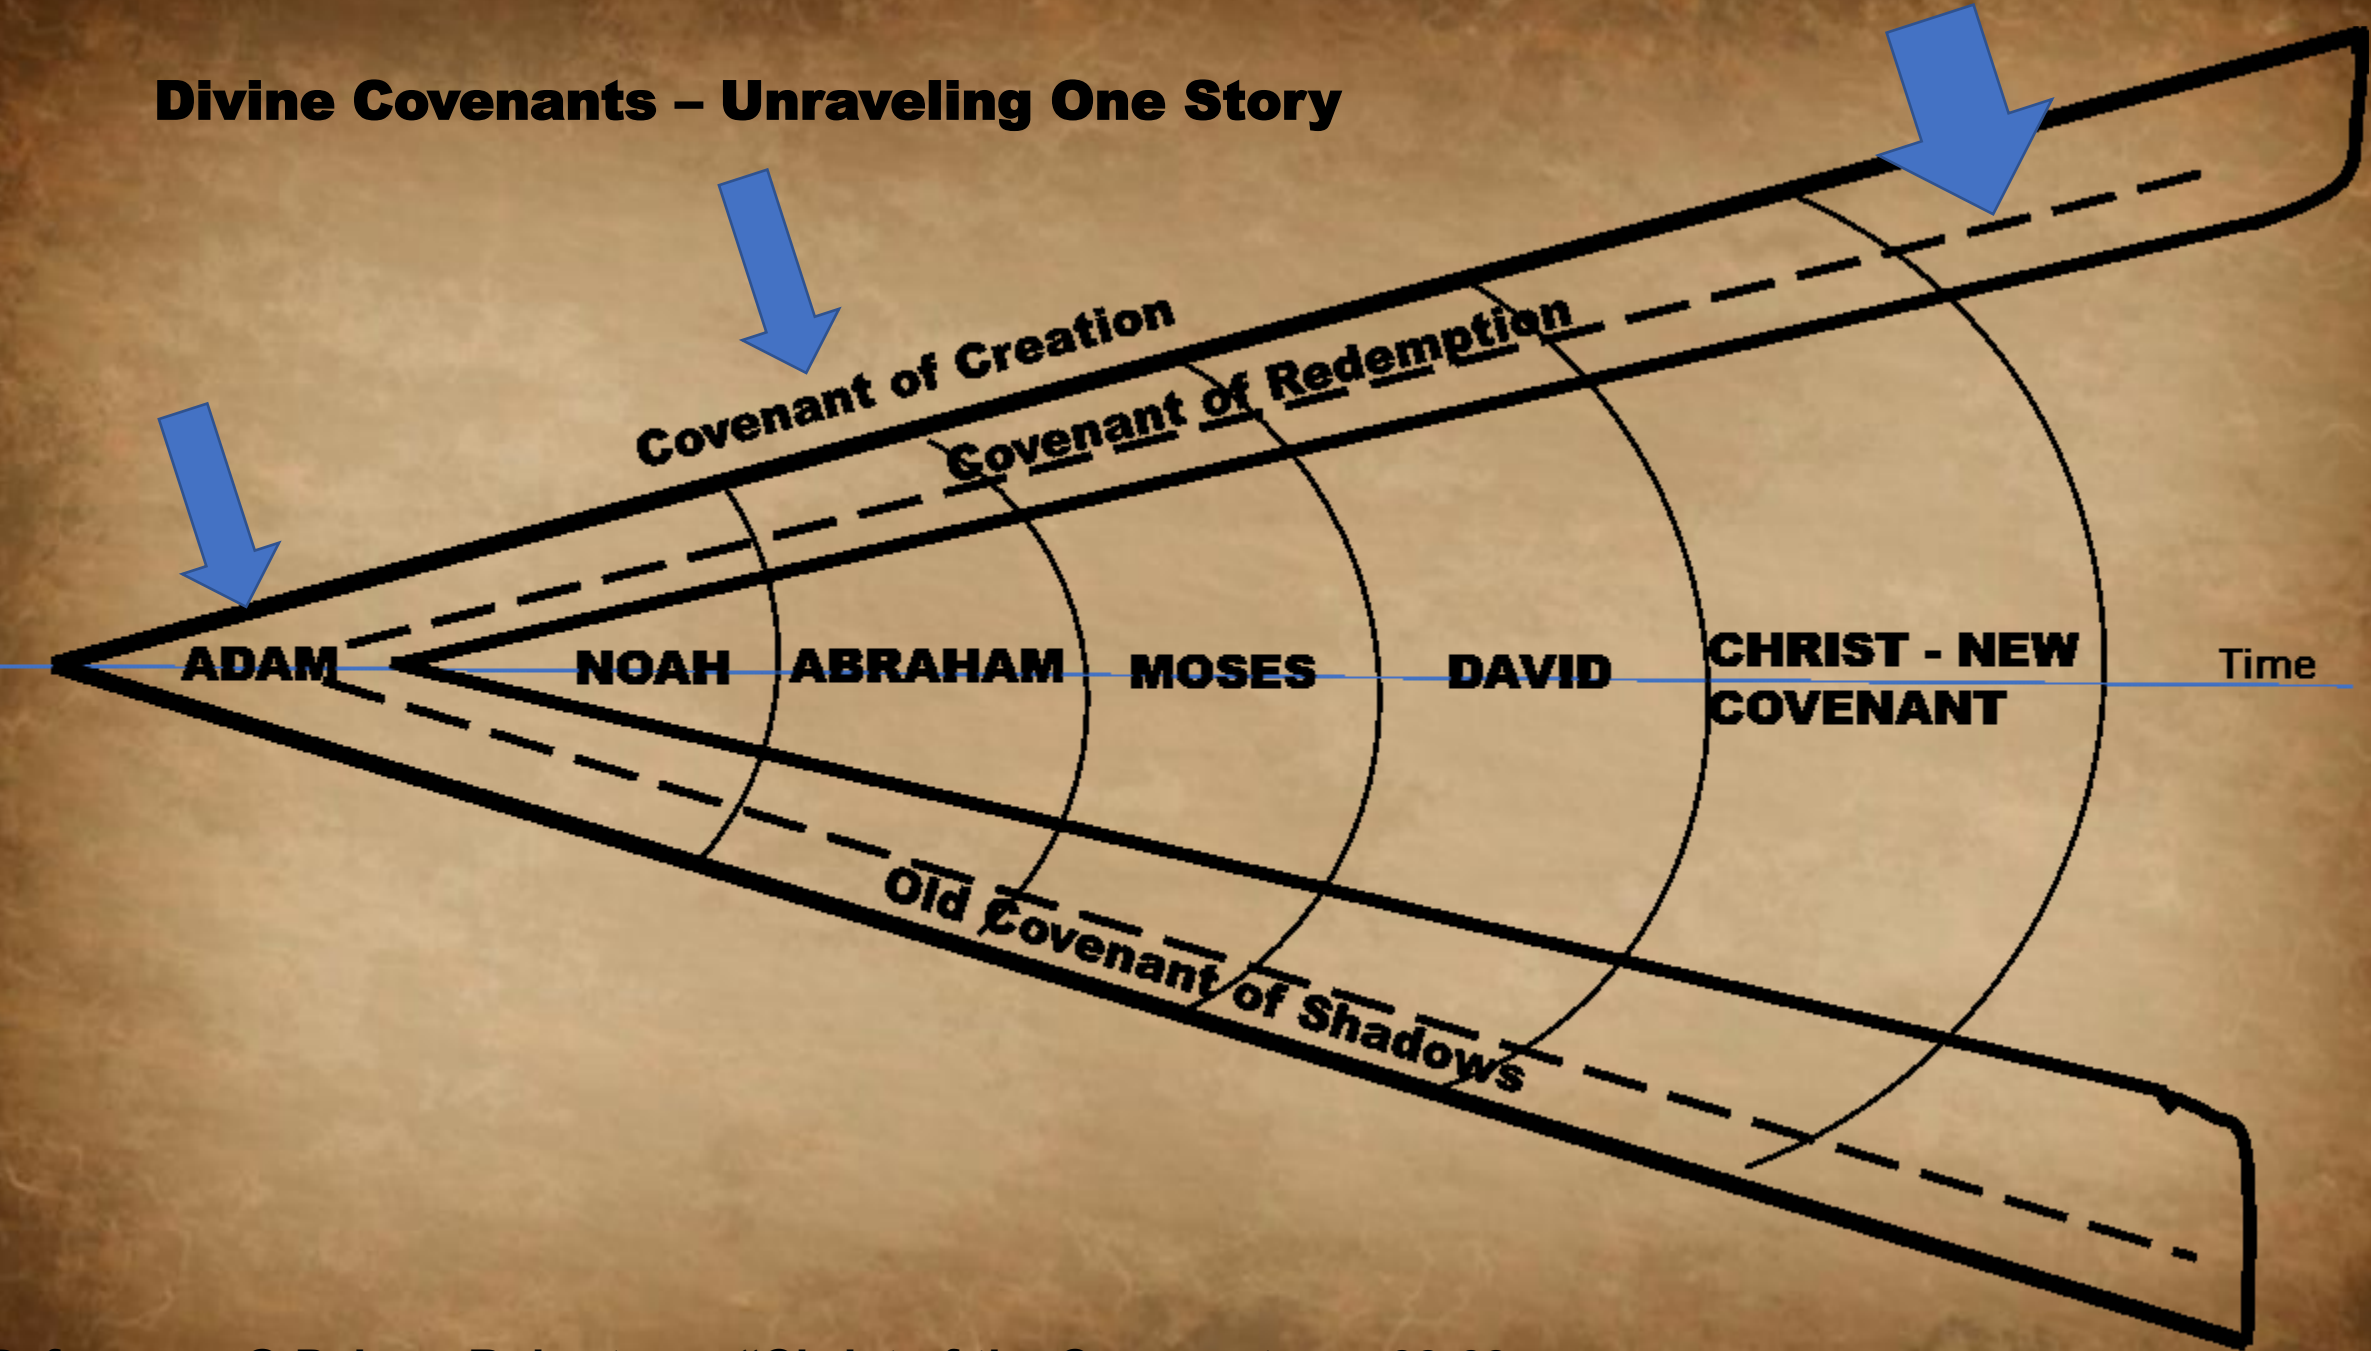 Divine Covenants – Unraveling One Story
Covenant of Creation
Covenant of Redemption
ADAM
NOAH
ABRAHAM
MOSES
DAVID
CHRIST - NEW
COVENANT
Time
Old Covenant of Shadows